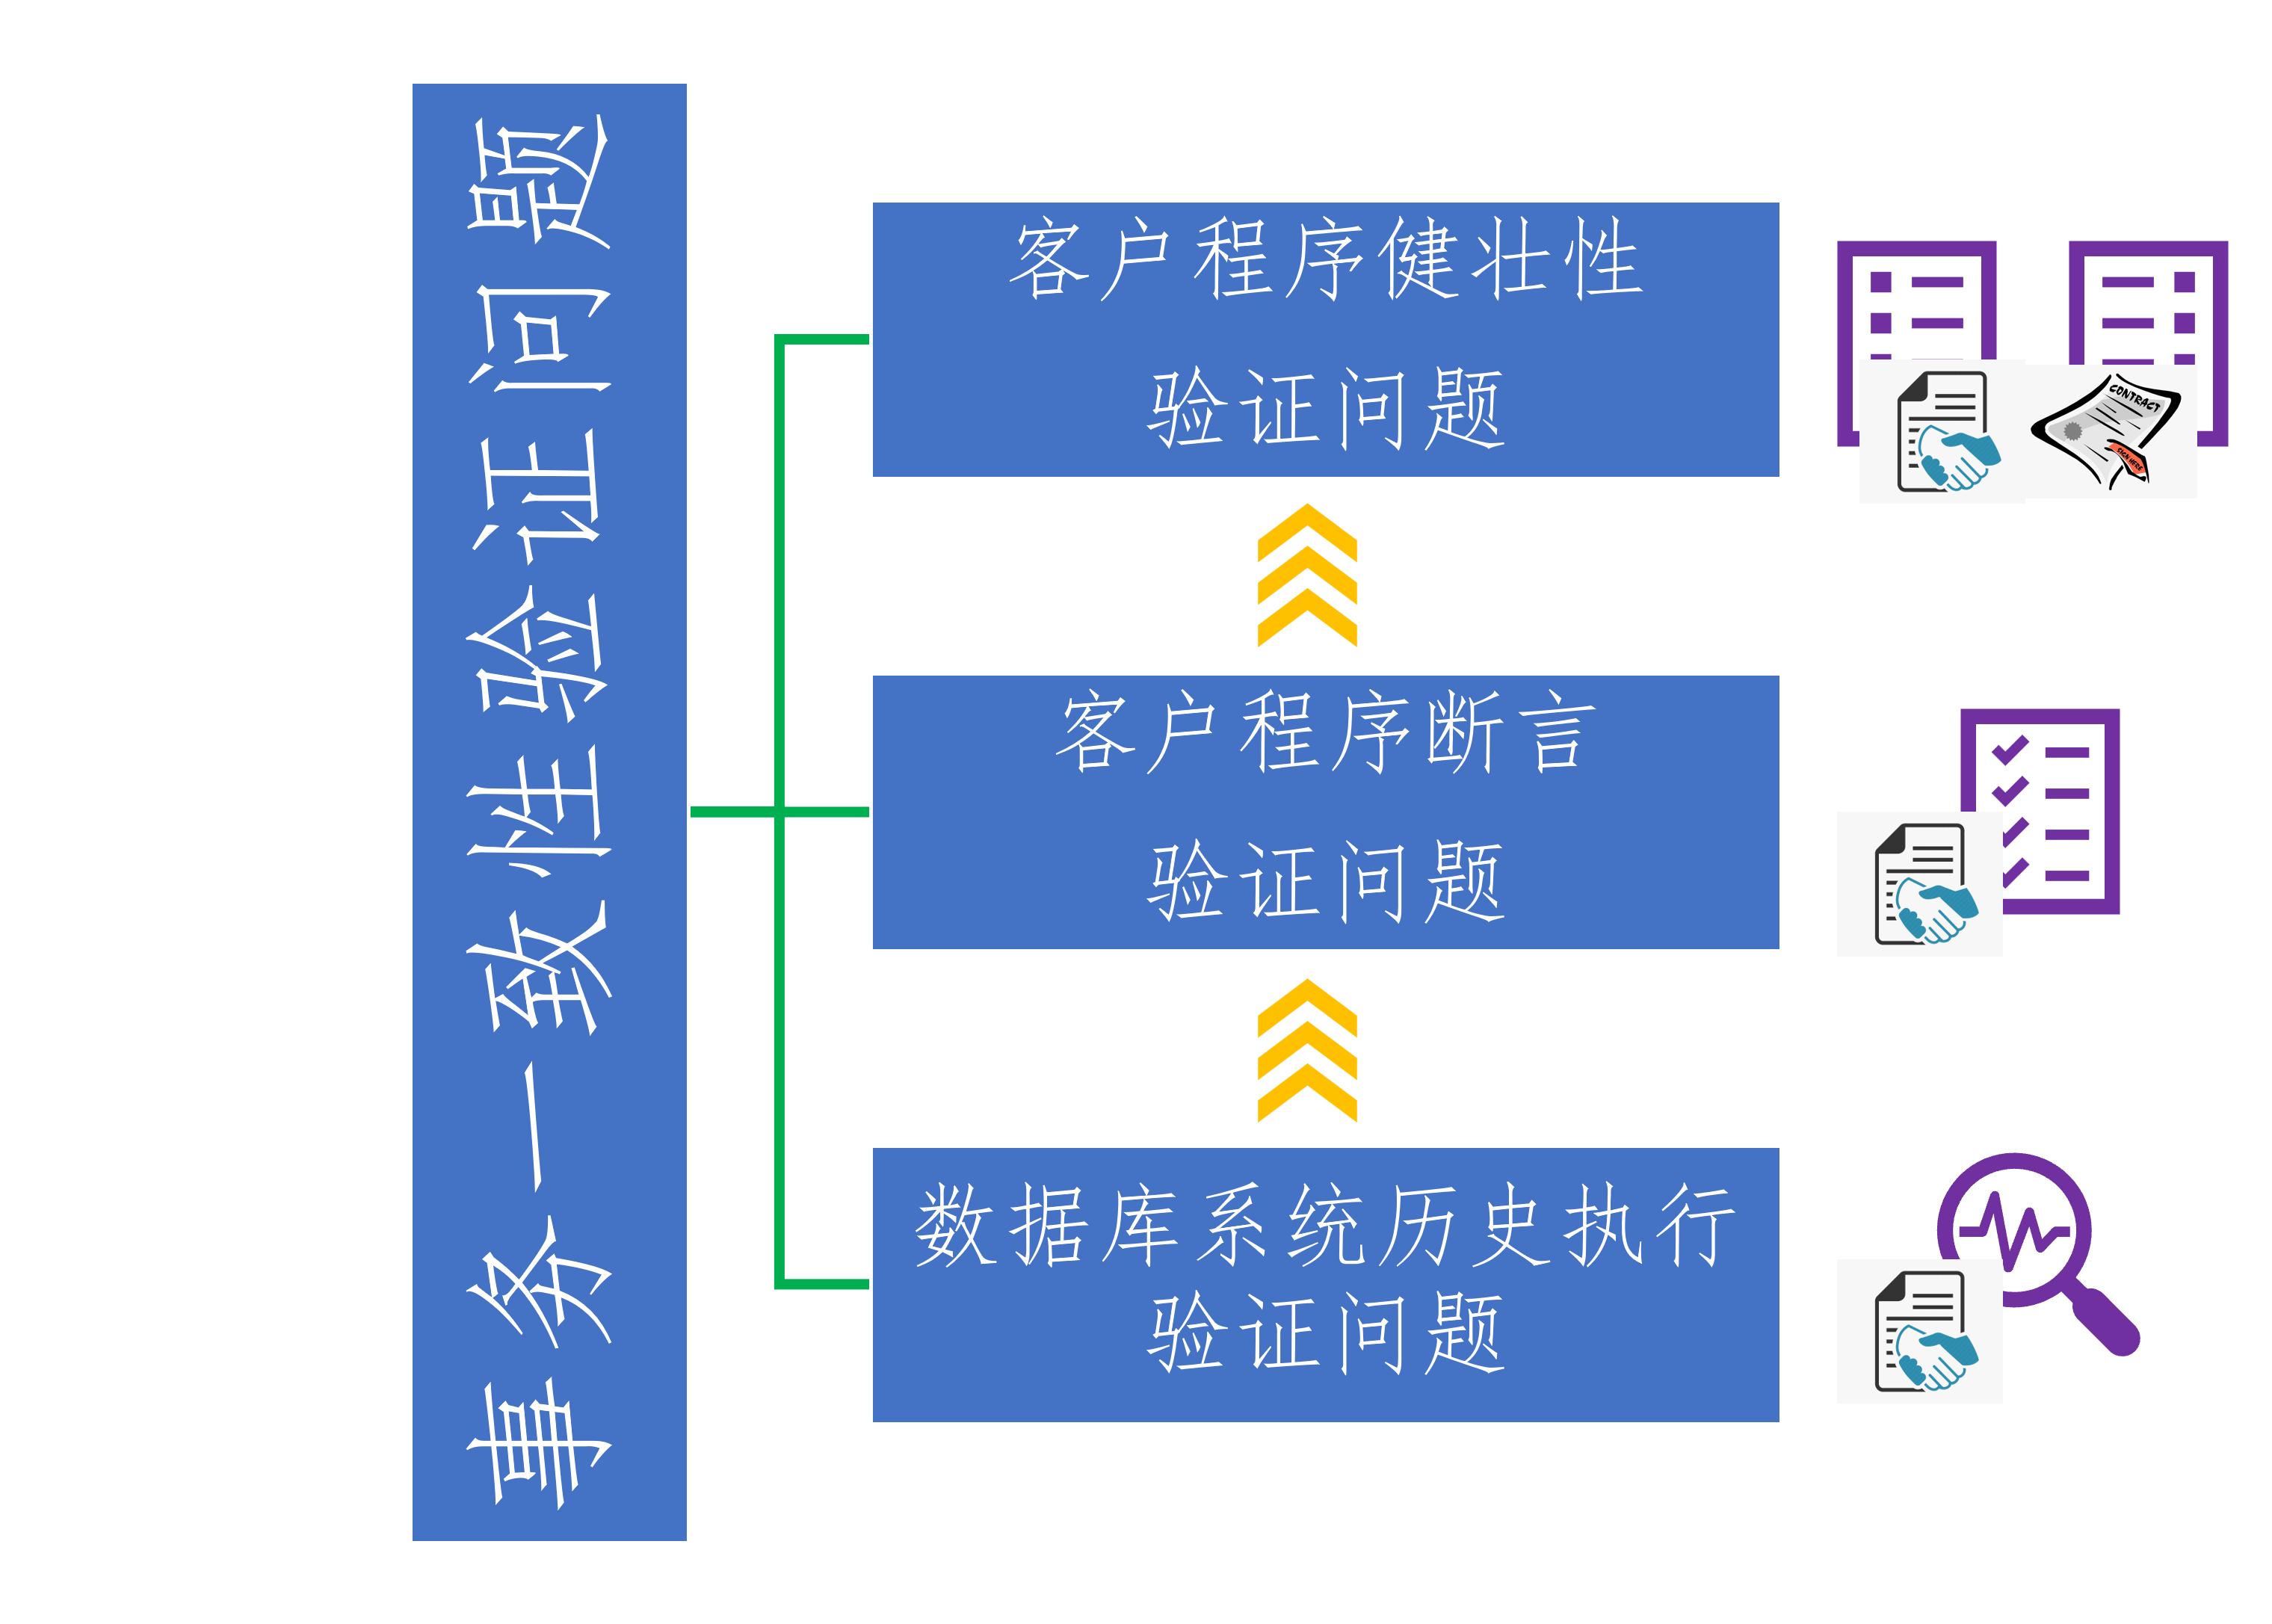 事务一致性验证问题
客户程序健壮性
验证问题
CONTRACT
SIGN HERE
客户程序断言
验证问题
数据库系统历史执行
验证问题